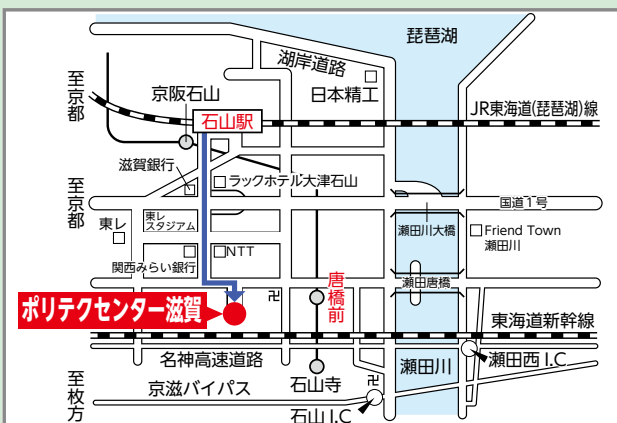 琵琶湖
湖岸道路
至京都
京阪石山
日本精工
石山駅
JR東海道(琵琶湖)線
滋賀銀行
ラックホテル大津石山
至京都
国道1号
東レ
東レ
スタジアム
瀬田川大橋
Friend Town
瀬田川
NTT
関西みらい銀行
瀬田唐橋
唐橋前
卍
ポリテクセンター滋賀
東海道新幹線
名神高速道路
瀬田川
瀬田西 I.C
至枚方
京滋バイパス
石山寺
卍
石山 I.C